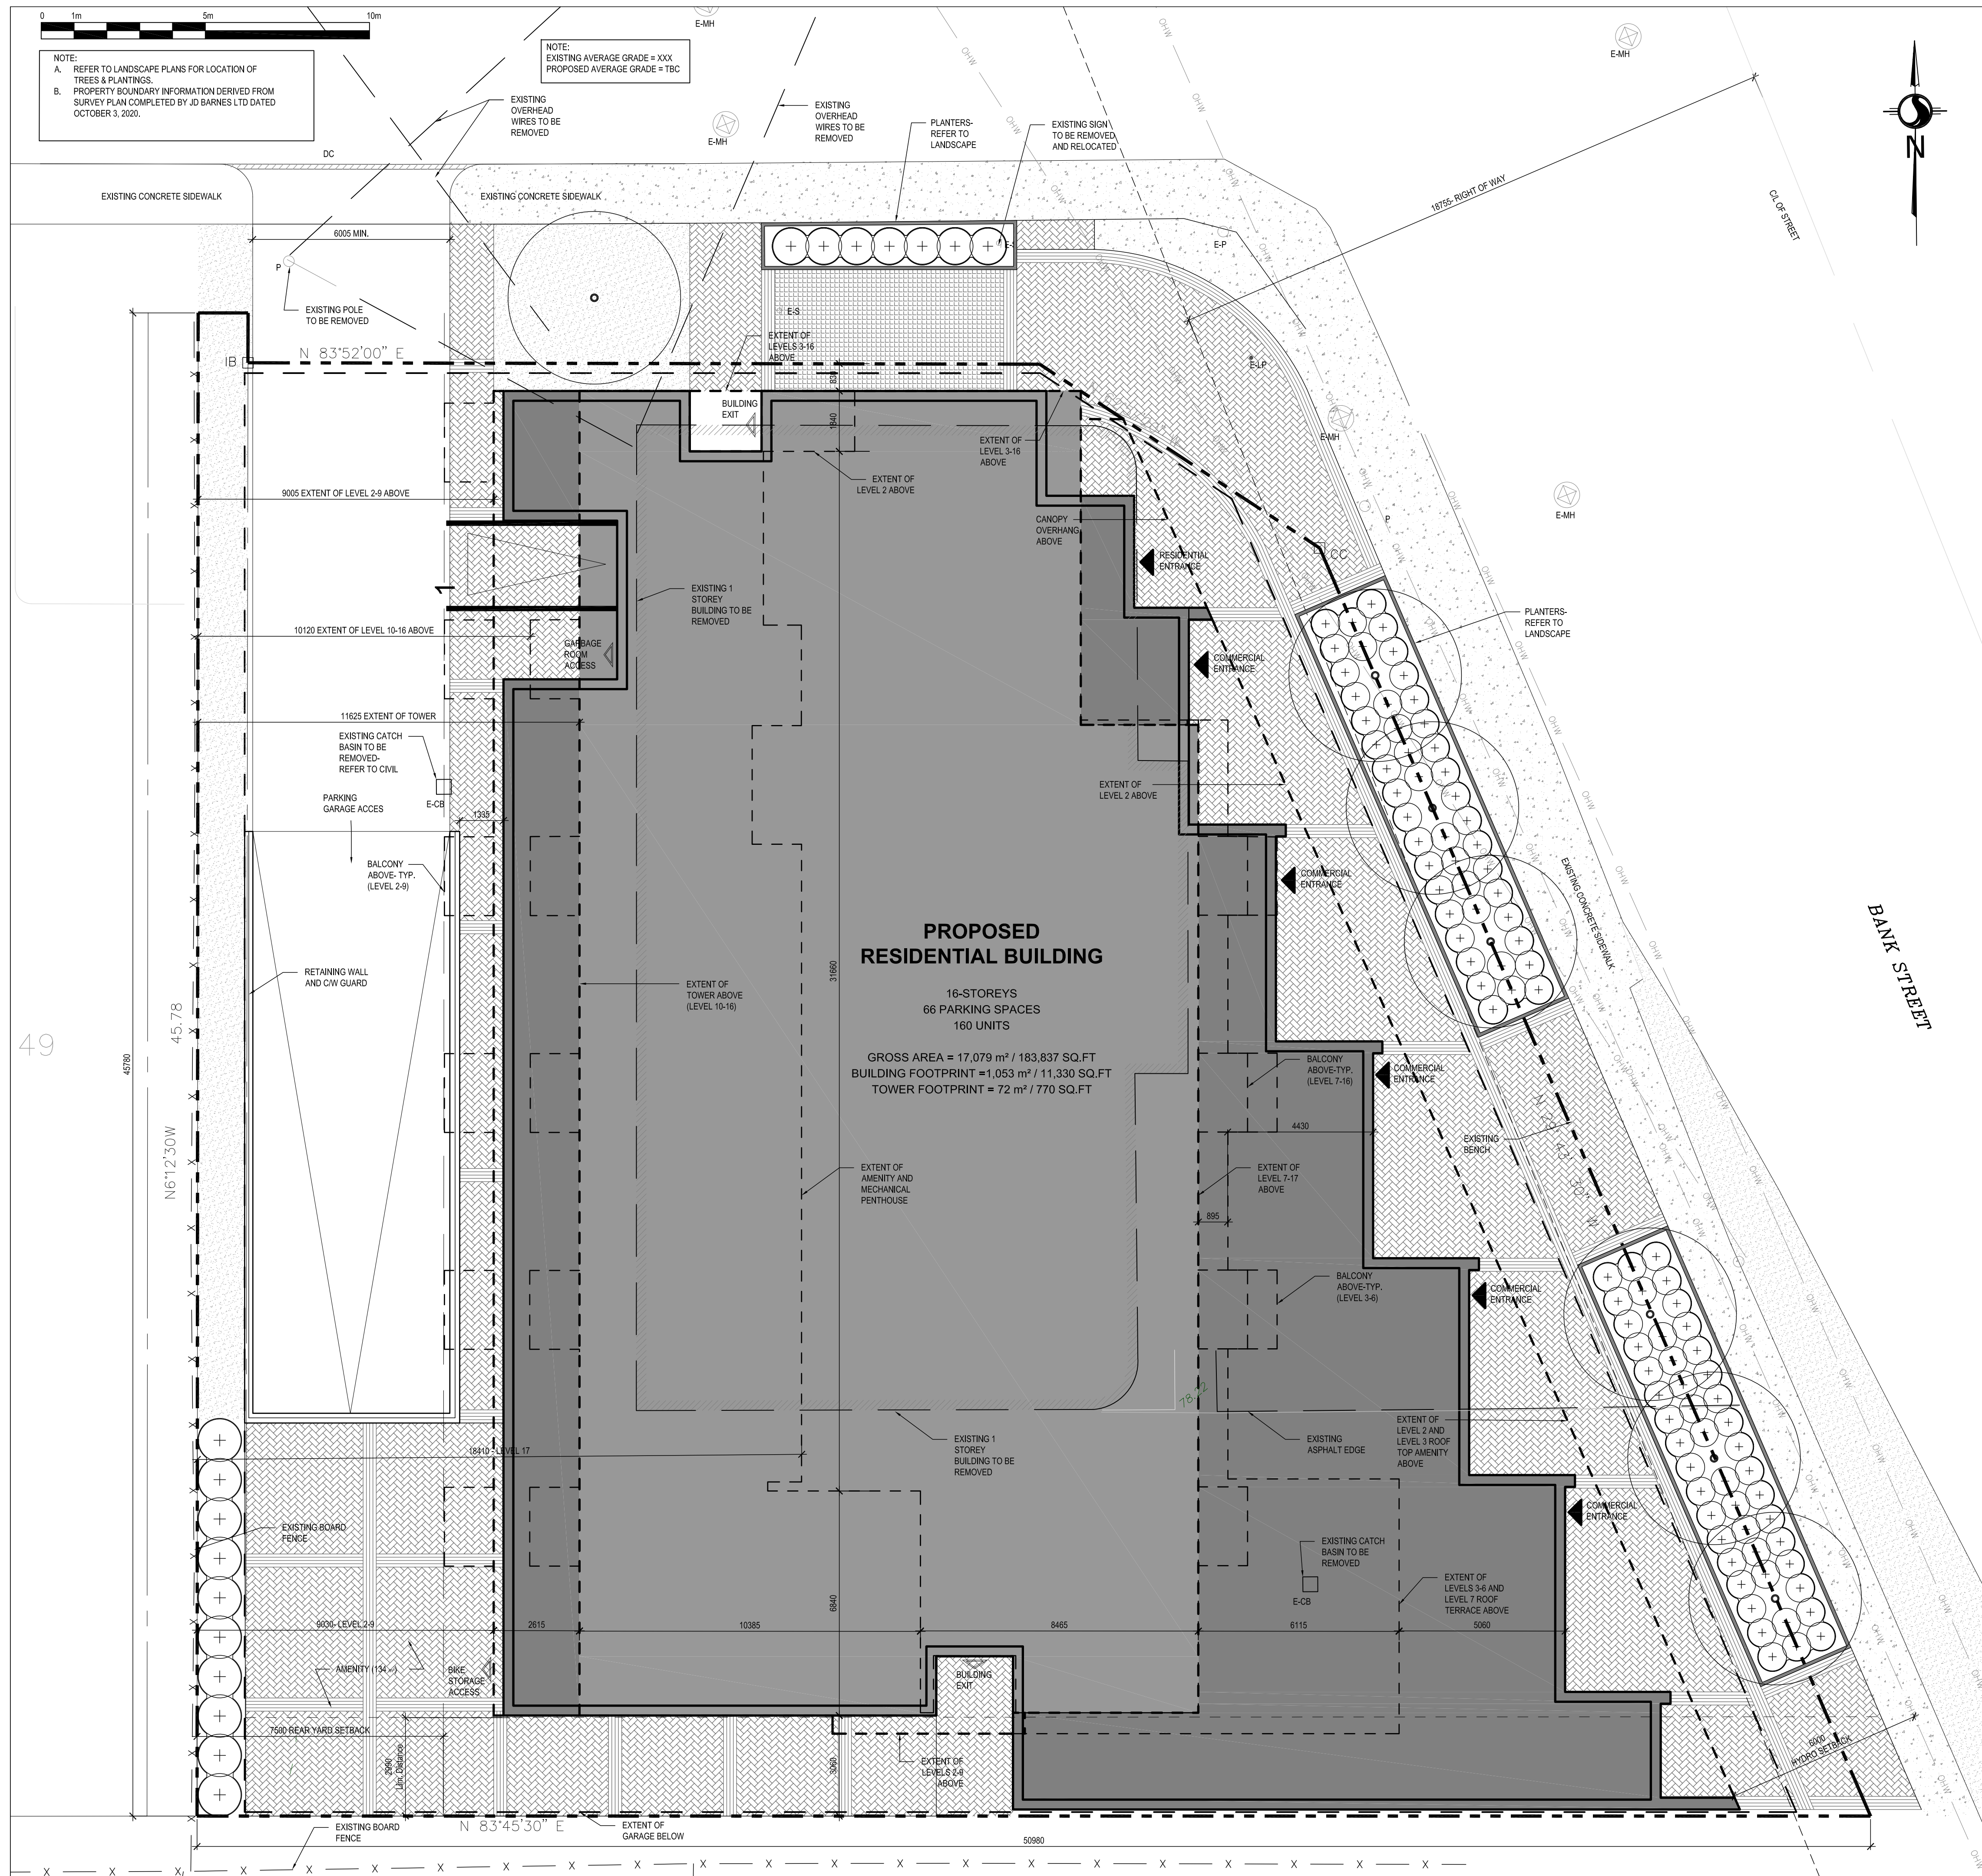 0 1m 5m 10m
NOTE:
A. REFER TO LANDSCAPE PLANS FOR LOCATION OF
TREES & PLANTINGS.
B. PROPERTY BOUNDARY INFORMATION DERIVED FROM
SURVEY PLAN COMPLETED BY JD BARNES LTD DATED
OCTOBER 3, 2020.
NOTE:
EXISTING AVERAGE GRADE = XXX
PROPOSED AVERAGE GRADE = TBC
E-MH
E-MH
E-MH
E-MH
E-MH
N
EXISTING
OVERHEAD
WIRES TO BE
REMOVED
EXISTING
OVERHEAD
WIRES TO BE
REMOVED
PLANTERS-
REFER TO
LANDSCAPE
EXISTING SIGN
TO BE REMOVED
AND RELOCATED
DC
EXISTING CONCRETE SIDEWALK
EXISTING CONCRETE SIDEWALK
18755- RIGHT OF WAY
C/L OF STREET
6005 MIN.
P
EXISTING POLE
TO BE REMOVED
E-S
E-P
E-LP
P
IB
N 83°52'00" E
EXTENT OF
LEVELS 3-16
ABOVE
830
1840
BUILDING
EXIT
EXTENT OF
LEVEL 3-16
ABOVE
EXTENT OF
LEVEL 2 ABOVE
9005 EXTENT OF LEVEL 2-9 ABOVE
CANOPY
OVERHANG
ABOVE
RESIDENTIAL
ENTRANCE
CC
1
EXISTING 1
STOREY
BUILDING TO BE
REMOVED
PLANTERS-
REFER TO
LANDSCAPE
10120 EXTENT OF LEVEL 10-16 ABOVE
GARBAGE
ROOM
ACCESS
COMMERCIAL
ENTRANCE
11625 EXTENT OF TOWER
EXISTING CATCH
BASIN TO BE
REMOVED-
REFER TO CIVIL
E-CB
PARKING
GARAGE ACCES
1335
EXTENT OF
LEVEL 2 ABOVE
BALCONY
ABOVE- TYP.
(LEVEL 2-9)
COMMERCIAL
ENTRANCE
EXISTING CONCRETE SIDEWALK
BANK STREET
PROPOSED
RESIDENTIAL BUILDING
16-STOREYS
66 PARKING SPACES
160 UNITS
GROSS AREA = 17,079 m² / 183,837 SQ.FT
BUILDING FOOTPRINT =1,053 m² / 11,330 SQ.FT
TOWER FOOTPRINT = 72 m² / 770 SQ.FT
31660
RETAINING WALL
AND C/W GUARD
EXTENT OF
TOWER ABOVE
(LEVEL 10-16)
49
45780
45.78
N6°12'30W
BALCONY
ABOVE-TYP.
(LEVEL 7-16)
COMMERCIAL
ENTRANCE
4430
EXISTING
BENCH
N 29° 43' 30" W
EXTENT OF
AMENITY AND
MECHANICAL
PENTHOUSE
EXTENT OF
LEVEL 7-17
ABOVE
895
BALCONY
ABOVE-TYP.
(LEVEL 3-6)
COMMERCIAL
ENTRANCE
EXTENT OF
LEVEL 2 AND
LEVEL 3 ROOF
TOP AMENITY
ABOVE
EXISTING
ASPHALT EDGE
EXISTING 1
STOREY
BUILDING TO BE
REMOVED
18410 - LEVEL 17
EXISTING BOARD
FENCE
COMMERCIAL
ENTRANCE
EXISTING CATCH
BASIN TO BE
REMOVED
E-CB
EXTENT OF
LEVELS 3-6 AND
LEVEL 7 ROOF
TERRACE ABOVE
6840
9030- LEVEL 2-9
2615
10385
8465
6115
5060
AMENITY (134
BIKE
STORAGE
ACCESS
BUILDING
EXIT
7500 REAR YARD SETBACK
2990
Lim. Distance
3060
EXTENT OF
LEVELS 2-9
ABOVE
6000
HYDRO SETBACK
EXISTING BOARD
FENCE
N 83°45'30" E
EXTENT OF
GARAGE BELOW
50980